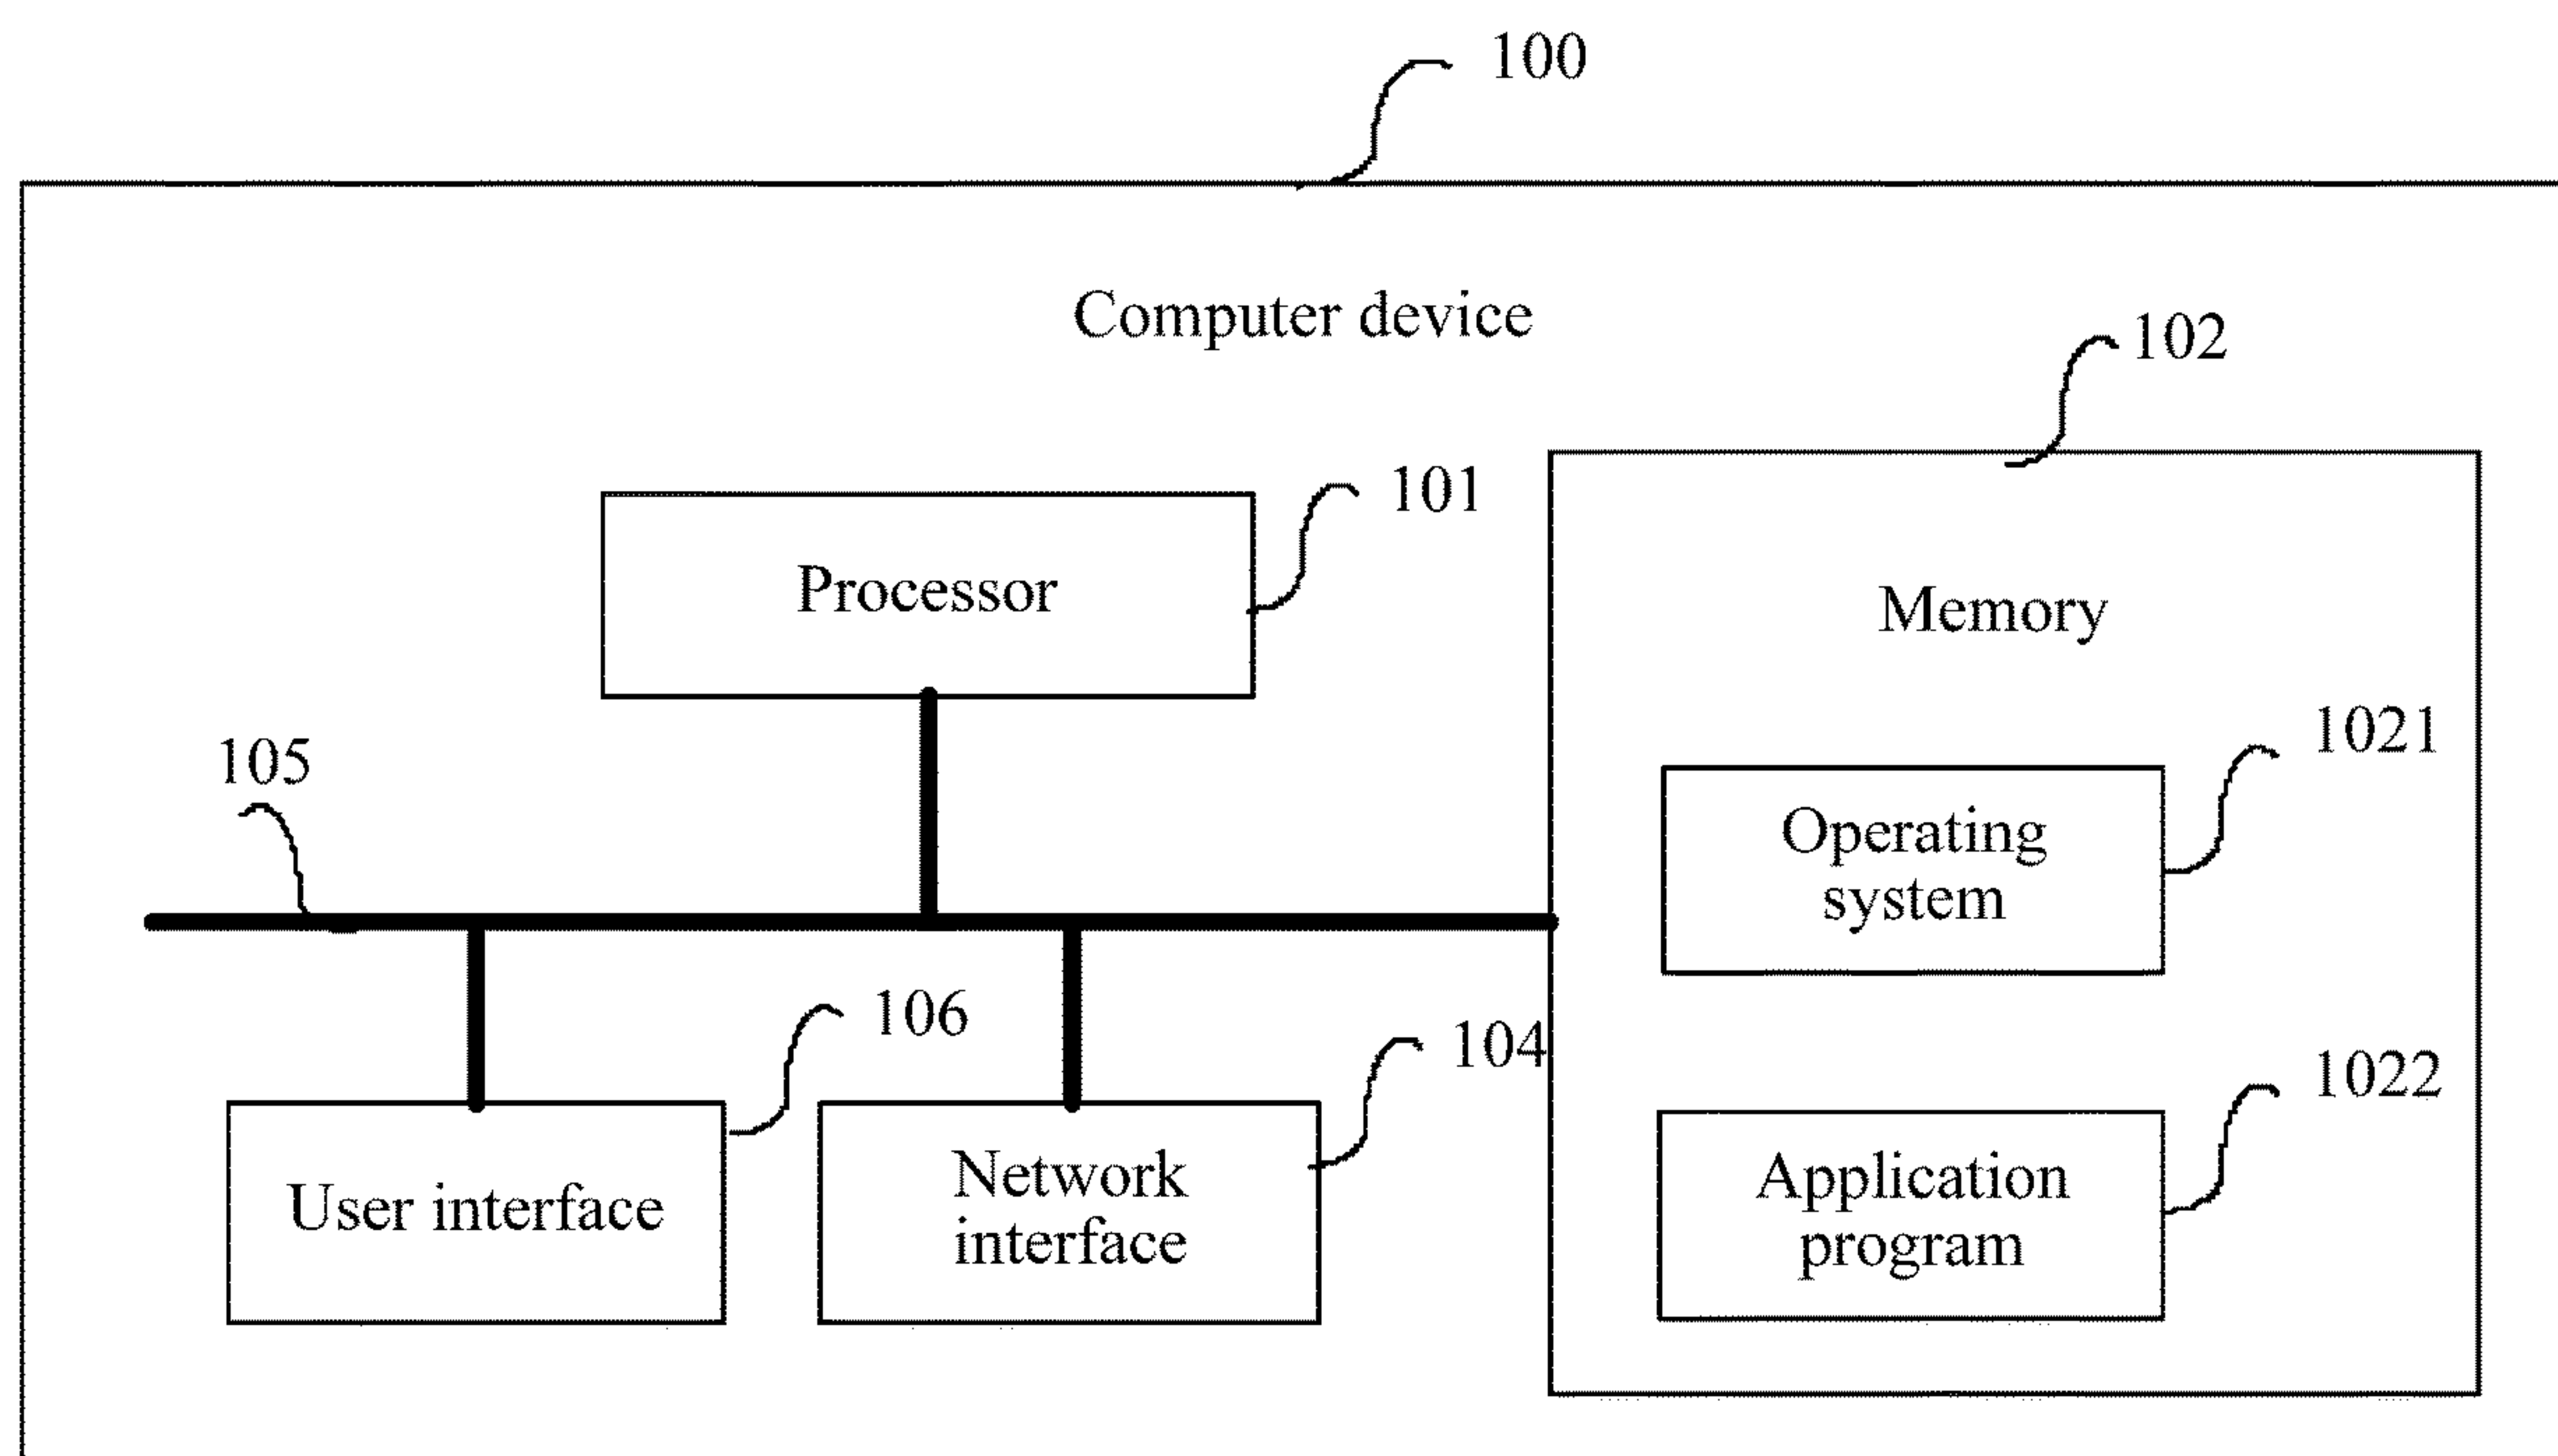 100
Computer device
102
101
Processor
Memory
105
1021
Operating
system
106
104
1022
User interface
Network
interface
Application
program